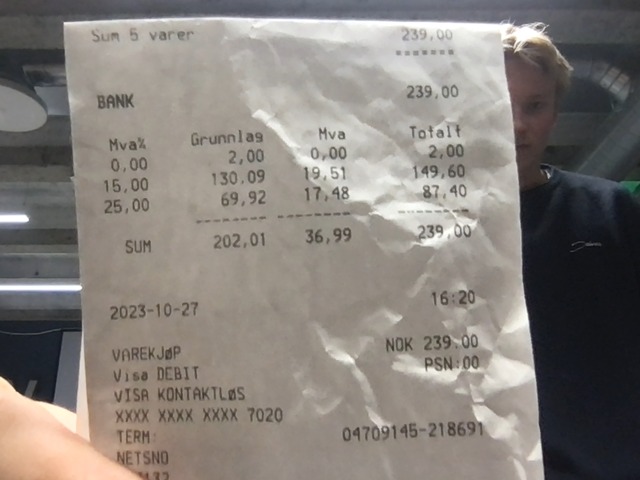 Sum 6 varer 239,00
=======
BANK 239,00
Mva% Grunnlag Mva Totalt
0,00 2,00 0,00 2,00
15,00 130,09 19,51 149,60
25,00 69,92 17,48 87,40
SUM 202,01 36,99 239,00
2023-10-27 16:20
VAREKJØP NOK 239.00
Visa DEBIT PSN:00
VISA KONTAKTLØS
XXXX XXXX XXXX 7020
TERM: 04709145-218691
NETSNO